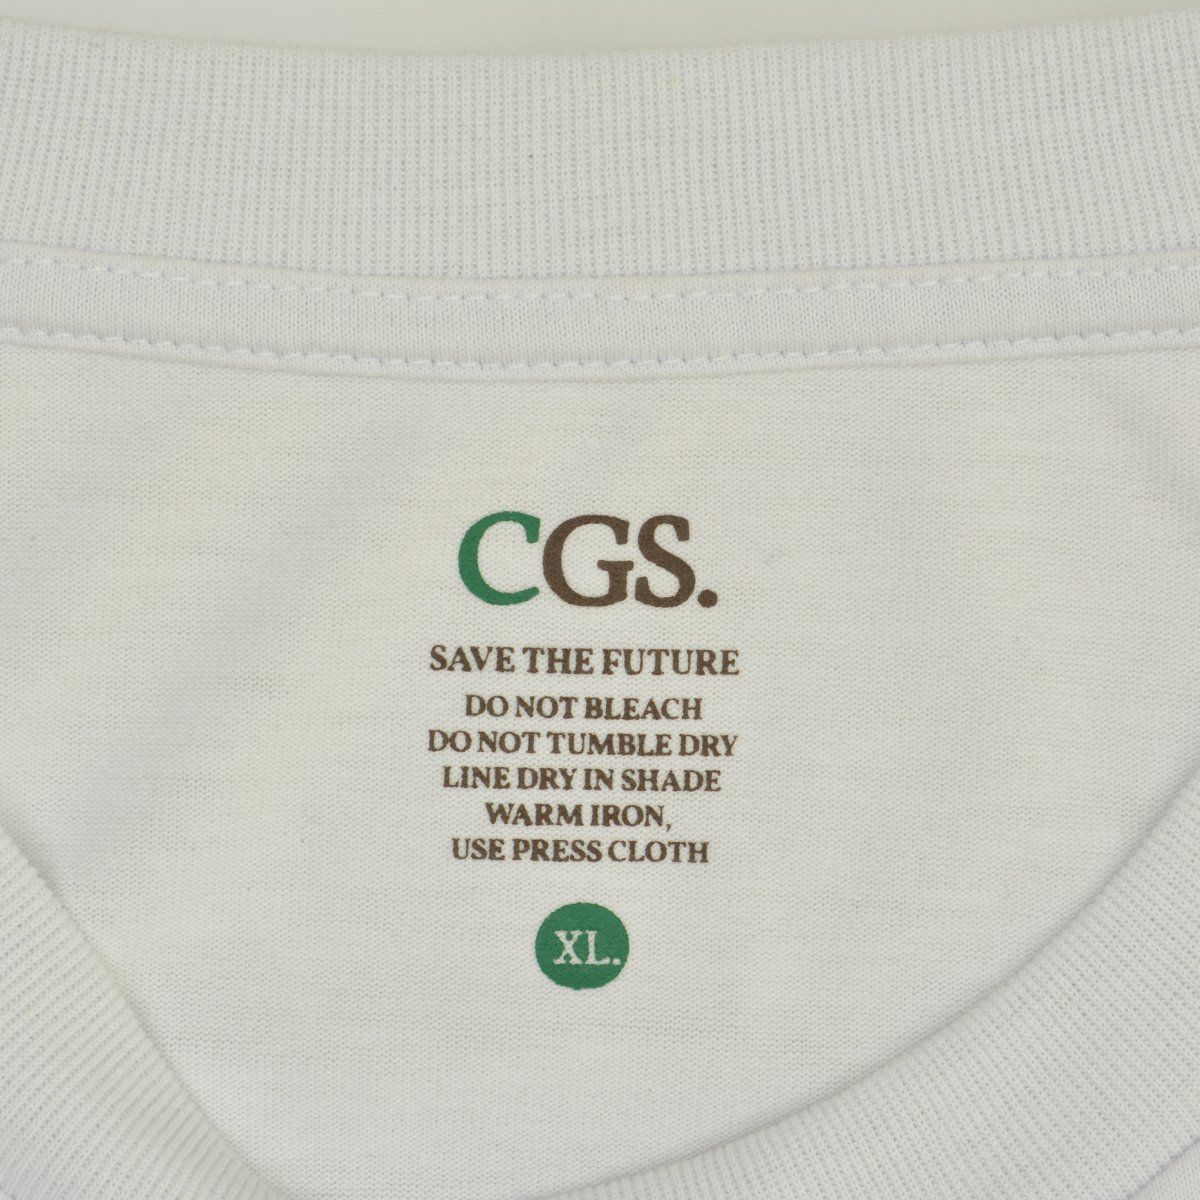 CGS.
SAVE THE FUTURE
DO NOT BLEACH
DO NOT TUMBLE DRY
LINE DRY IN SHADE
WARM IRON,
USE PRESS CLOTH
XL.